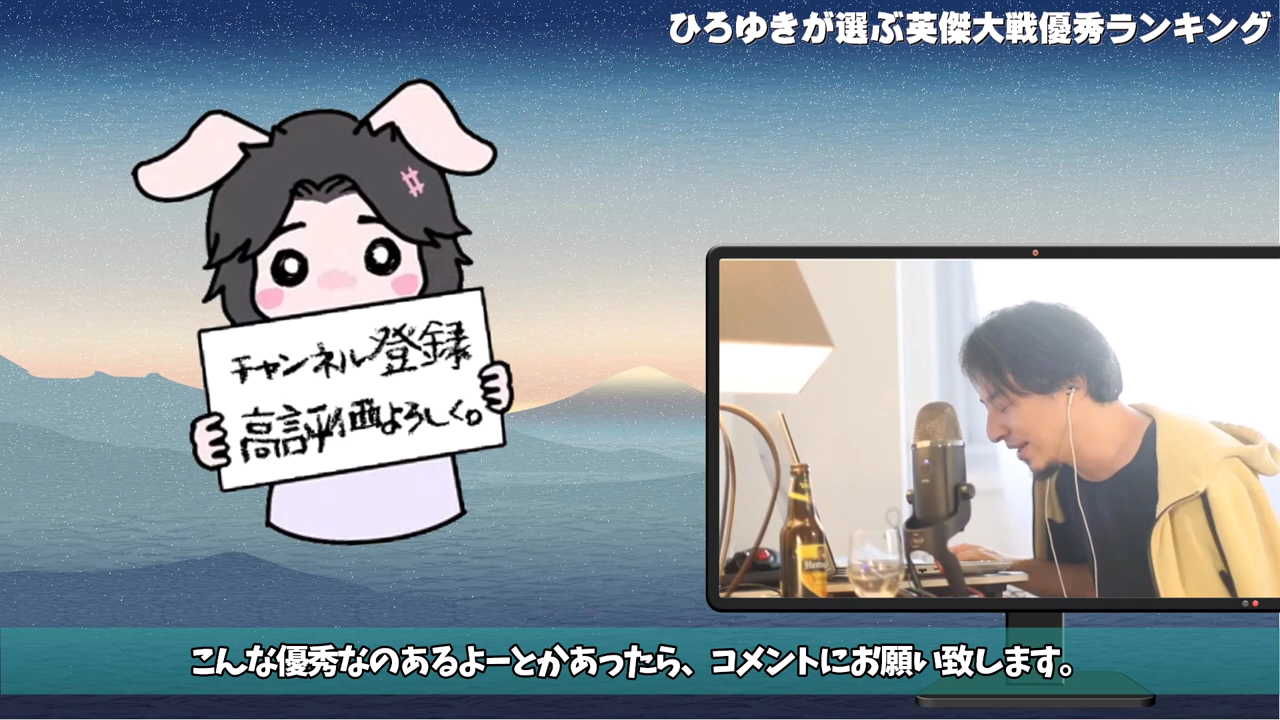 ひろゆきが選ぶ英傑大戦優秀ランキング
チャンネル登録
高評価よろしく。
こんな優秀なのあるよーとかあったら、コメントにお願い致します。